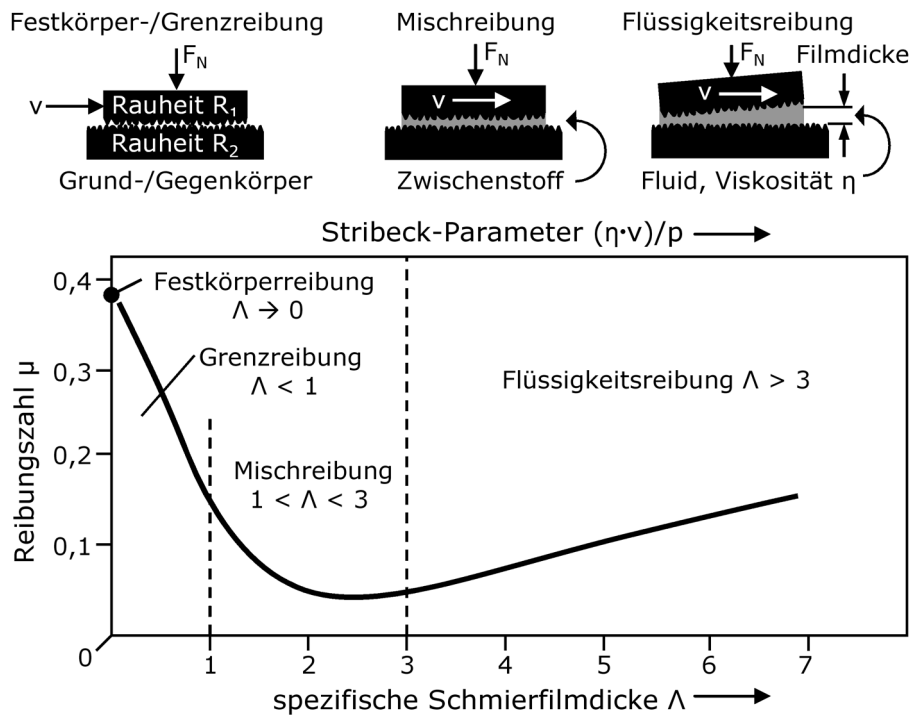 Festkörper-/Grenzreibung
F_N
v
Rauheit R₁
Rauheit R₂
Grund-/Gegenkörper
Mischreibung
F_N
v
Zwischenstoff
Flüssigkeitsreibung
F_N
Filmdicke
v
Fluid, Viskosität η
Stribeck-Parameter (η·v)/p
Reibungszahl μ
0,4
0,3
0,2
0,1
0
Festkörperreibung
Λ → 0
Grenzreibung
Λ < 1
Mischreibung
1 < Λ < 3
Flüssigkeitsreibung Λ > 3
1 2 3 4 5 6 7
spezifische Schmierfilmdicke Λ